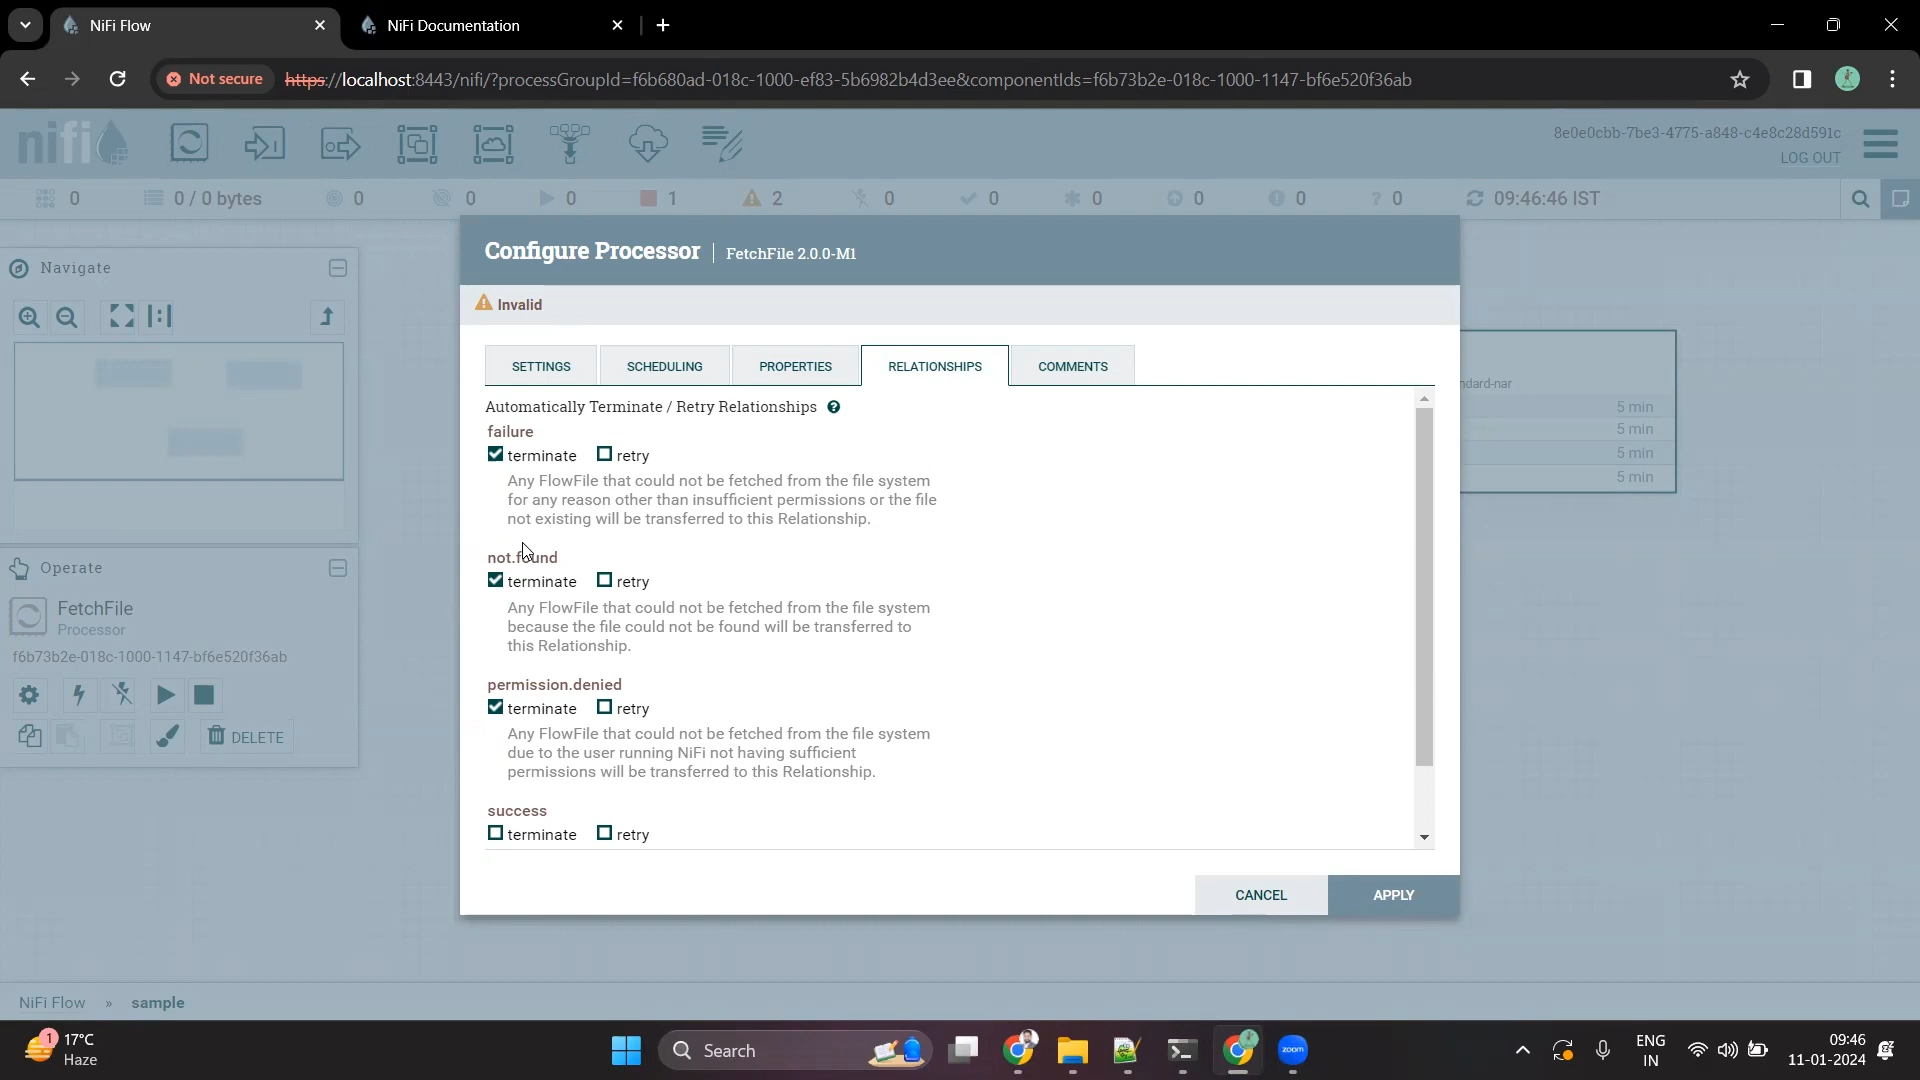 NiFi Flow
NiFi Documentation
Not secure
https://localhost:8443/nifi/?processGroupId=f6b680ad-018c-1000-ef83-5b6982b4d3ee&componentIds=f6b73b2e-018c-1000-1147-bf6e520f36ab
nifi
8e0e0cbb-7be3-4775-a848-c4e8c28d591c
LOG OUT
0 0 / 0 bytes 0 0 0 1 2 0 0 0 0 0 ? 0 09:46:46 IST
Configure Processor | FetchFile 2.0.0-M1
Invalid
SETTINGS SCHEDULING PROPERTIES RELATIONSHIPS COMMENTS
Automatically Terminate / Retry Relationships ?
failure
terminate retry
Any FlowFile that could not be fetched from the file system
for any reason other than insufficient permissions or the file
not existing will be transferred to this Relationship.
not.found
terminate retry
Any FlowFile that could not be fetched from the file system
because the file could not be found will be transferred to
this Relationship.
permission.denied
terminate retry
Any FlowFile that could not be fetched from the file system
due to the user running NiFi not having sufficient
permissions will be transferred to this Relationship.
success
terminate retry
CANCEL APPLY
Navigate
Operate
FetchFile
Processor
f6b73b2e-018c-1000-1147-bf6e520f36ab
DELETE
ndard-nar
5 min
5 min
5 min
5 min
NiFi Flow » sample
1
17°C
Haze
Search
zoom
ENG
IN
09:46
11-01-2024